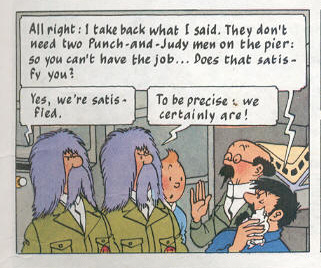 All right: I take back what I said. They don't
need two Punch-and-Judy men on the pier:
so you can't have the job... Does that satis-
fy you?
Yes, we're satis-
fied.
To be precise: we
certainly are!